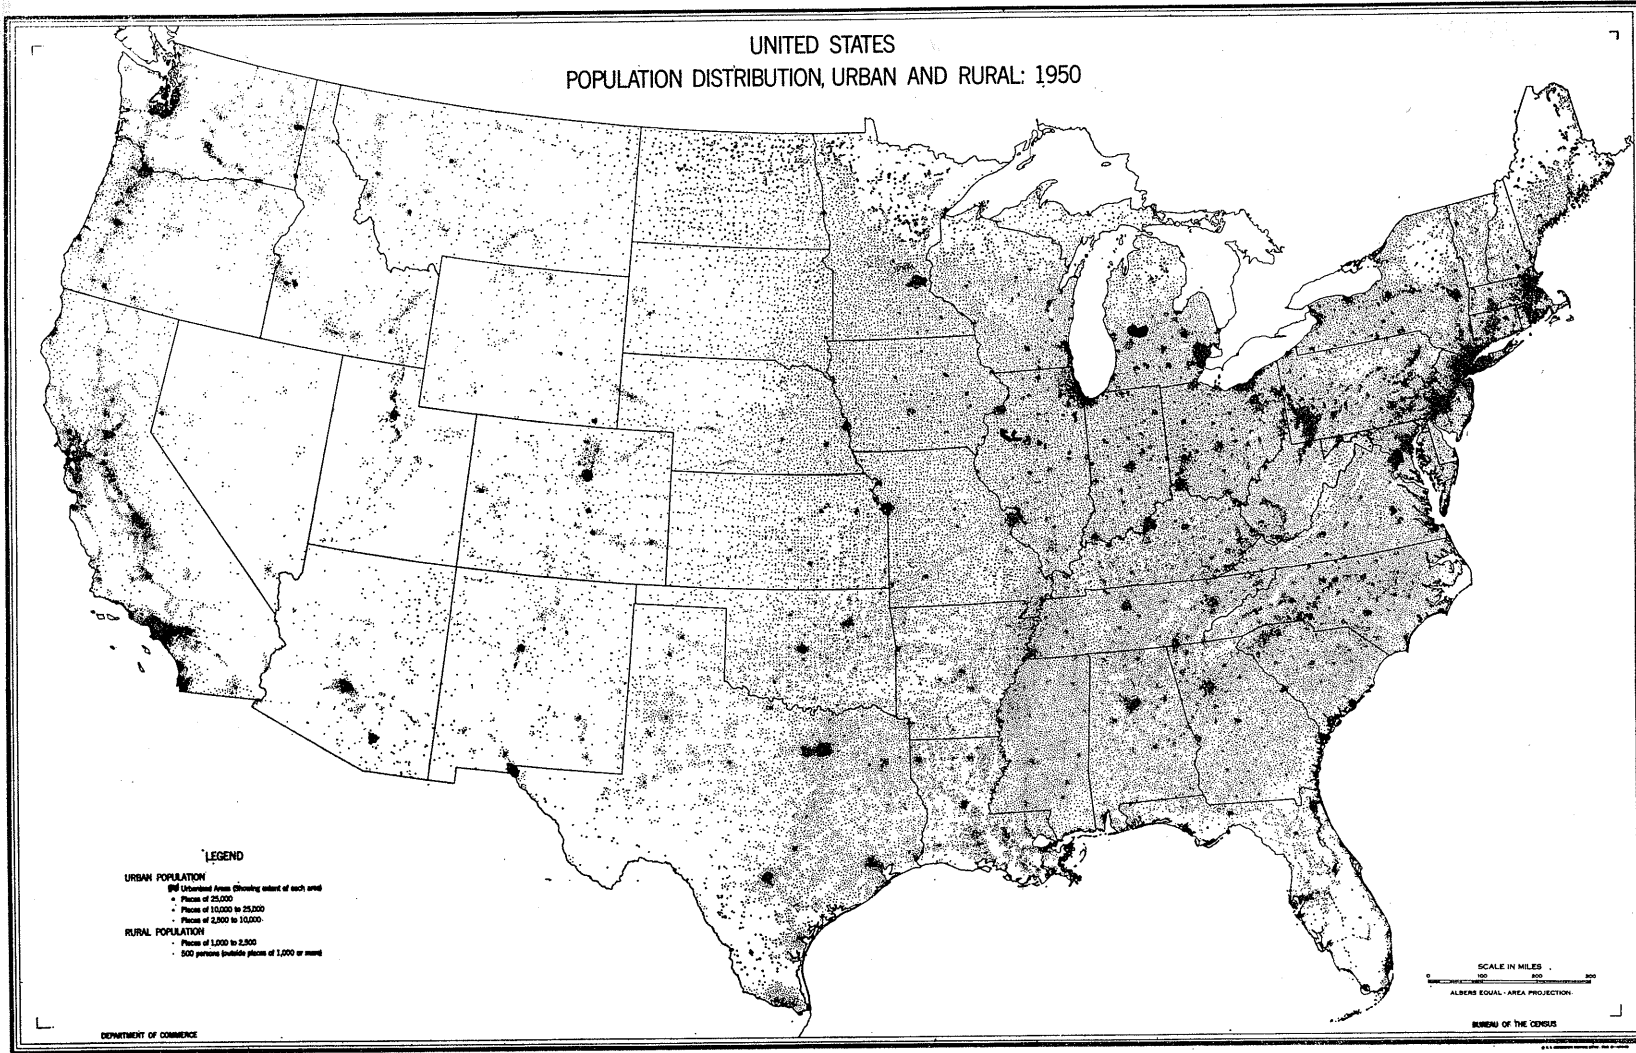 UNITED STATES
POPULATION DISTRIBUTION, URBAN AND RURAL: 1950
LEGEND
URBAN POPULATION
Urbanized Areas (Showing extent of each area)
Places of 25,000
Places of 10,000 to 25,000
Places of 2,500 to 10,000
RURAL POPULATION
Places of 1,000 to 2,500
500 persons (outside places of 1,000 or more)
SCALE IN MILES
0 100 200 300
ALBERS EQUAL-AREA PROJECTION
DEPARTMENT OF COMMERCE
BUREAU OF THE CENSUS